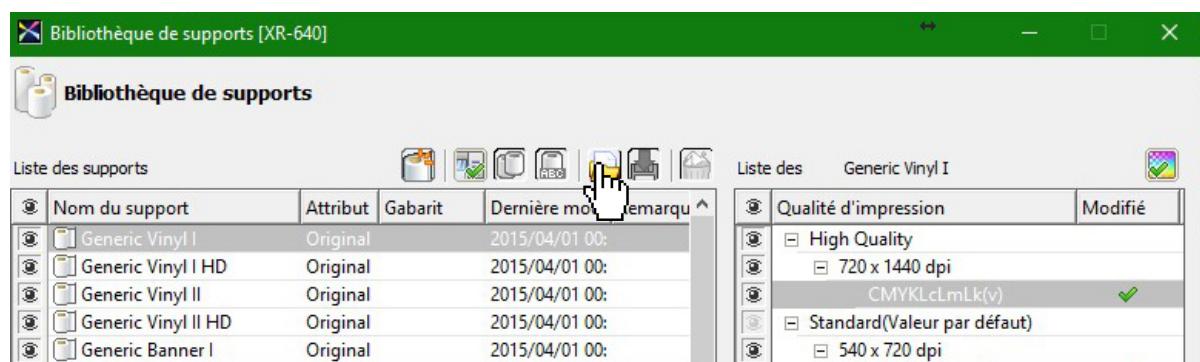 Bibliothèque de supports [XR-640]
Bibliothèque de supports
Liste des supports
ABC
Liste des Generic Vinyl I
Nom du support Attribut Gabarit Dernière mo
Qualité d'impression Modifié
Generic Vinyl I Original 2015/04/01 00:
High Quality
Generic Vinyl I HD Original 2015/04/01 00:
720 x 1440 dpi
Generic Vinyl II Original 2015/04/01 00:
CMYKLcLmLk(v)
Generic Vinyl II HD Original 2015/04/01 00:
Standard(Valeur par défaut)
Generic Banner I Original 2015/04/01 00:
540 x 720 dpi